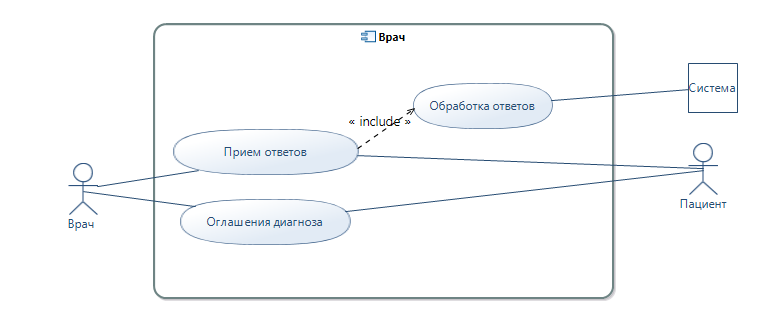 Врач
Система
Обработка ответов
« include »
Прием ответов
Пациент
Оглашения диагноза
Врач